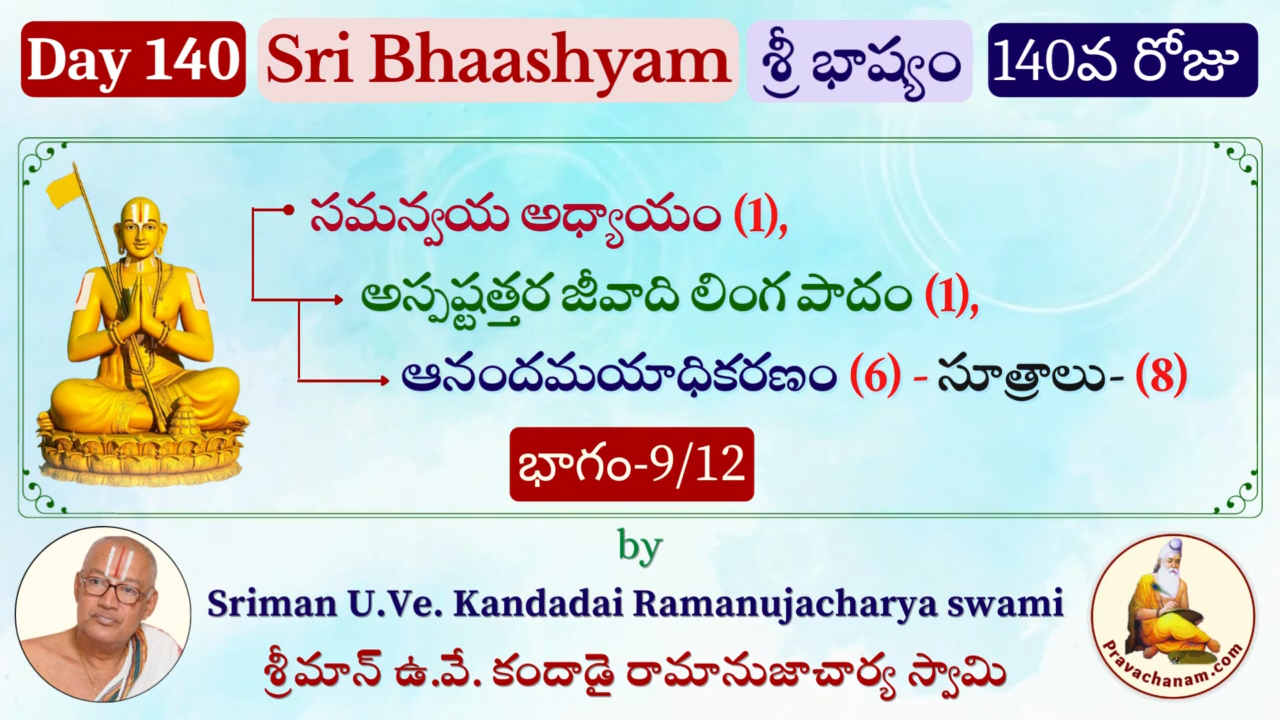 Day 140 Sri Bhaashyam శ్రీ భాష్యం 140వ రోజు
సమన్వయ అధ్యాయం (1),
అస్పష్టత్తర జీవాది లింగ పాదం (1),
ఆనందమయాధికరణం (6) - సూత్రాలు- (8)
భాగం-9/12
by
Sriman U.Ve. Kandadai Ramanujacharya swami
శ్రీమాన్ ఉ.వే. కందాడై రామానుజాచార్య స్వామి
Pravachanam.com